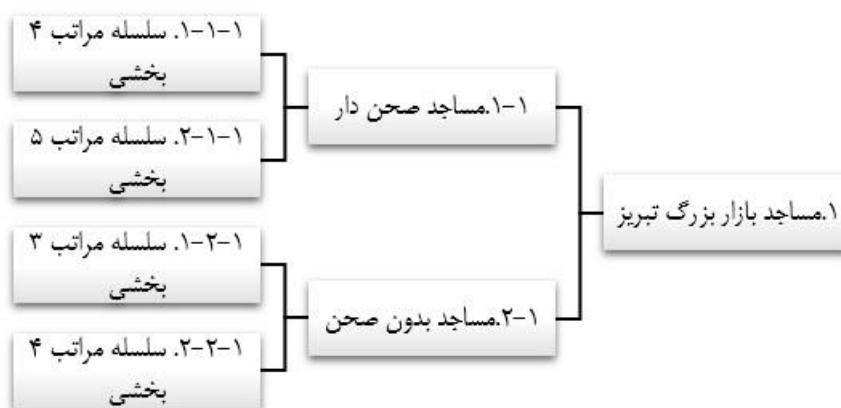 ۱.مساجد بازار بزرگ تبریز
۱-۱.مساجد صحن دار
۱-۱-۱. سلسله مراتب ۴
بخشی
۲-۱-۱. سلسله مراتب ۵
بخشی
۲-۱.مساجد بدون صحن
۱-۲-۱. سلسله مراتب ۳
بخشی
۲-۲-۱. سلسله مراتب ۴
بخشی